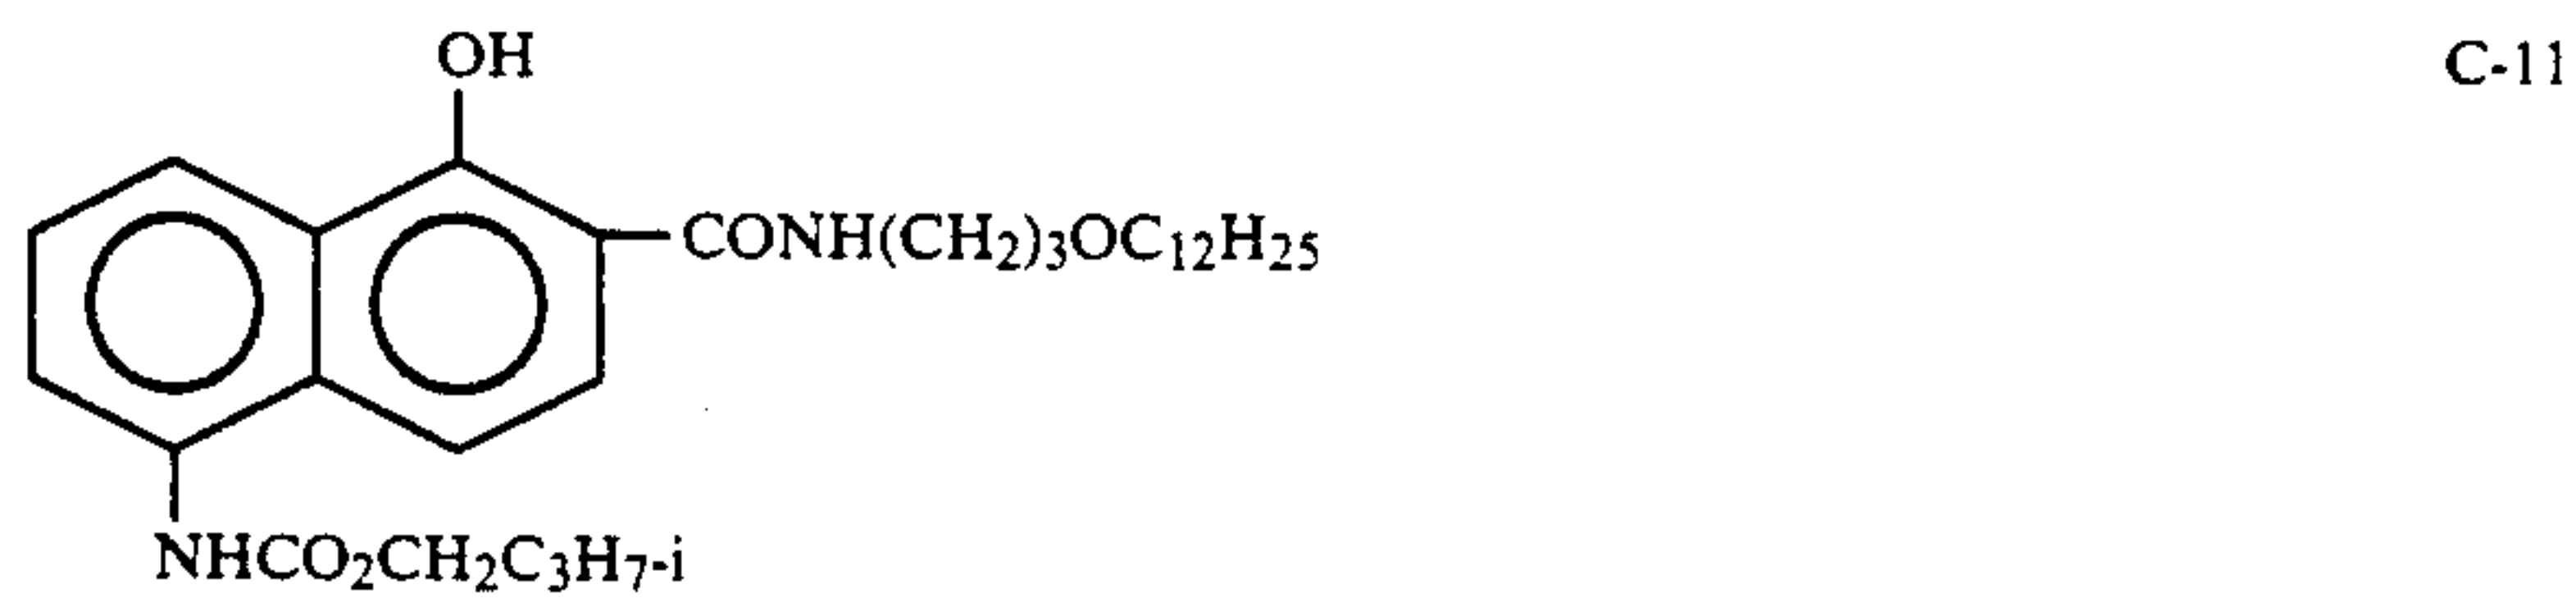 OH
C-11
CONH(CH₂)₃OC₁₂H₂₅
NHCO₂CH₂C₃H₇-i